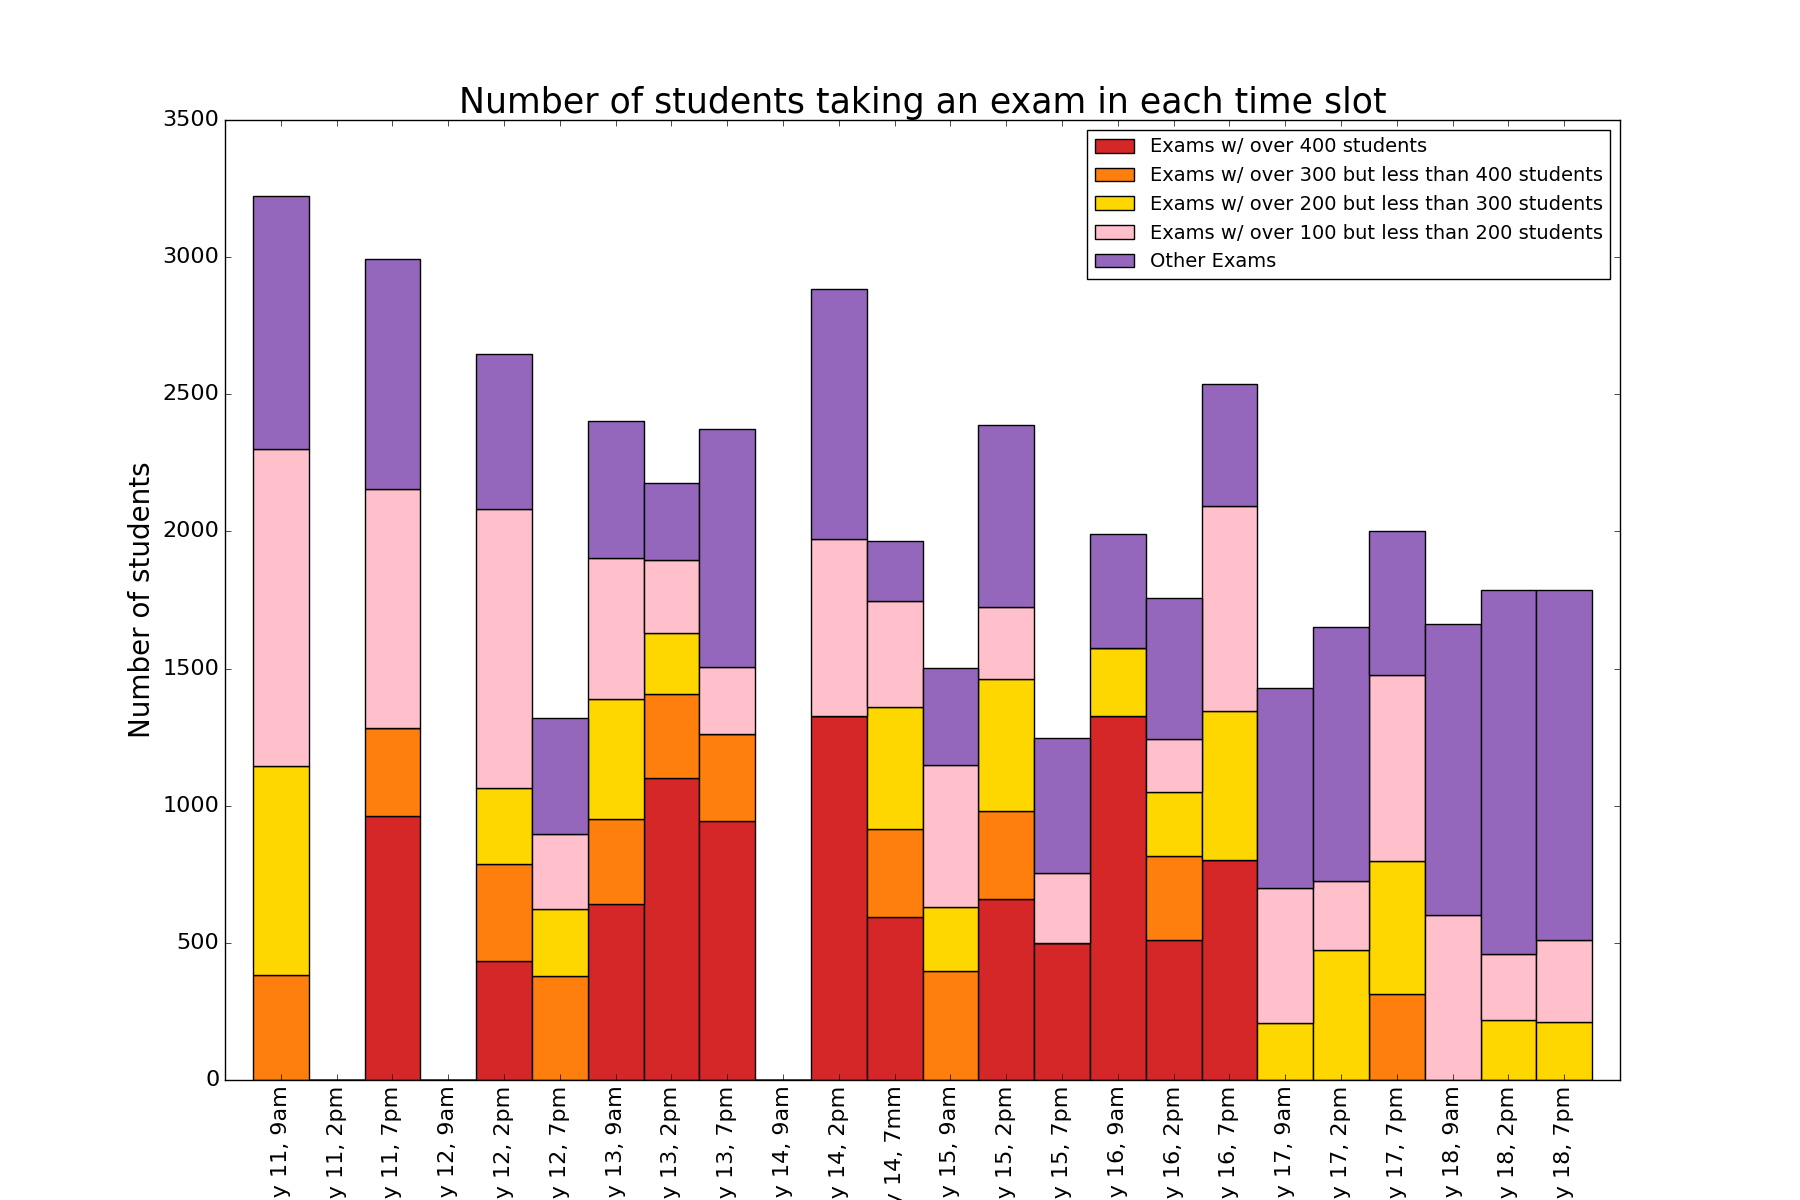 Number of students taking an exam in each time slot
Exams w/ over 400 students
Exams w/ over 300 but less than 400 students
Exams w/ over 200 but less than 300 students
Exams w/ over 100 but less than 200 students
Other Exams
Number of students
3500
3000
2500
2000
1500
1000
500
0
y 11, 9am
y 11, 2pm
y 11, 7pm
y 12, 9am
y 12, 2pm
y 12, 7pm
y 13, 9am
y 13, 2pm
y 13, 7pm
y 14, 9am
y 14, 2pm
y 14, 7mm
y 15, 9am
y 15, 2pm
y 15, 7pm
y 16, 9am
y 16, 2pm
y 16, 7pm
y 17, 9am
y 17, 2pm
y 17, 7pm
y 18, 9am
y 18, 2pm
y 18, 7pm